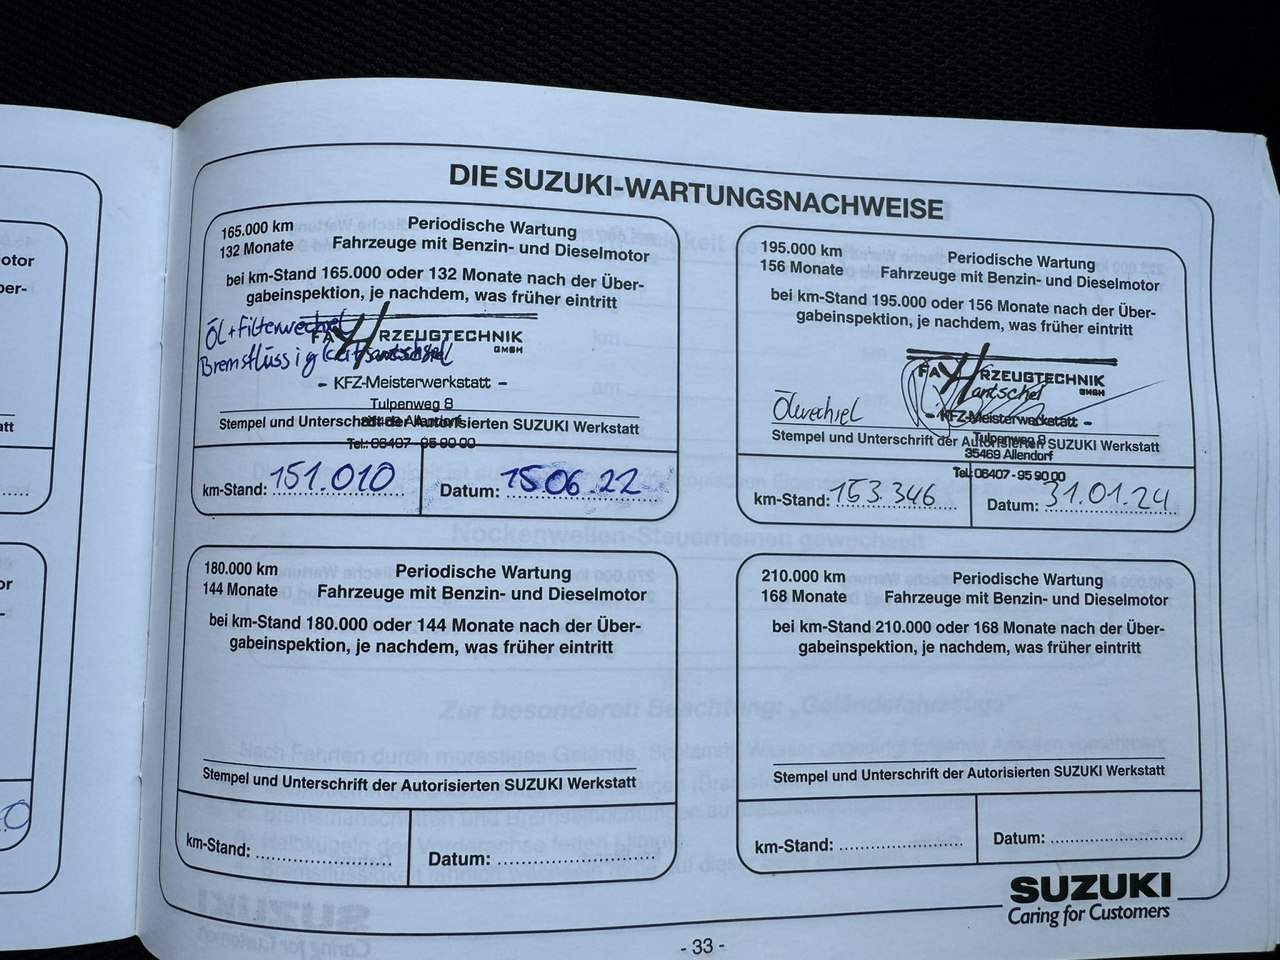 DIE SUZUKI-WARTUNGSNACHWEISE
165.000 km
132 Monate
Periodische Wartung
Fahrzeuge mit Benzin- und Dieselmotor
bei km-Stand 165.000 oder 132 Monate nach der Über-
gabeinspektion, je nachdem, was früher eintritt
Öl + Filterwechsel
Bremsflüssigkeit
FAHRZEUGTECHNIK
GMBH
- KFZ-Meisterwerkstatt -
Tulpenweg 8
35469 Allendorf
Stempel und Unterschrift der Autorisierten SUZUKI Werkstatt
Tel.: 06407 - 95 90 00
km-Stand: 151.010
Datum: 15.06.22
195.000 km
156 Monate
Periodische Wartung
Fahrzeuge mit Benzin- und Dieselmotor
bei km-Stand 195.000 oder 156 Monate nach der Über-
gabeinspektion, je nachdem, was früher eintritt
FAHRZEUGTECHNIK
GMBH
Ölwechsel
- KFZ-Meisterwerkstatt -
Tulpenweg 8
Stempel und Unterschrift der Autorisierten SUZUKI Werkstatt
35469 Allendorf
Tel.: 06407 - 95 90 00
km-Stand: 153.346
Datum: 31.01.24
180.000 km
144 Monate
Periodische Wartung
Fahrzeuge mit Benzin- und Dieselmotor
bei km-Stand 180.000 oder 144 Monate nach der Über-
gabeinspektion, je nachdem, was früher eintritt
Stempel und Unterschrift der Autorisierten SUZUKI Werkstatt
km-Stand:
Datum:
210.000 km
168 Monate
Periodische Wartung
Fahrzeuge mit Benzin- und Dieselmotor
bei km-Stand 210.000 oder 168 Monate nach der Über-
gabeinspektion, je nachdem, was früher eintritt
Stempel und Unterschrift der Autorisierten SUZUKI Werkstatt
km-Stand:
Datum:
SUZUKI
Caring for Customers
- 33 -